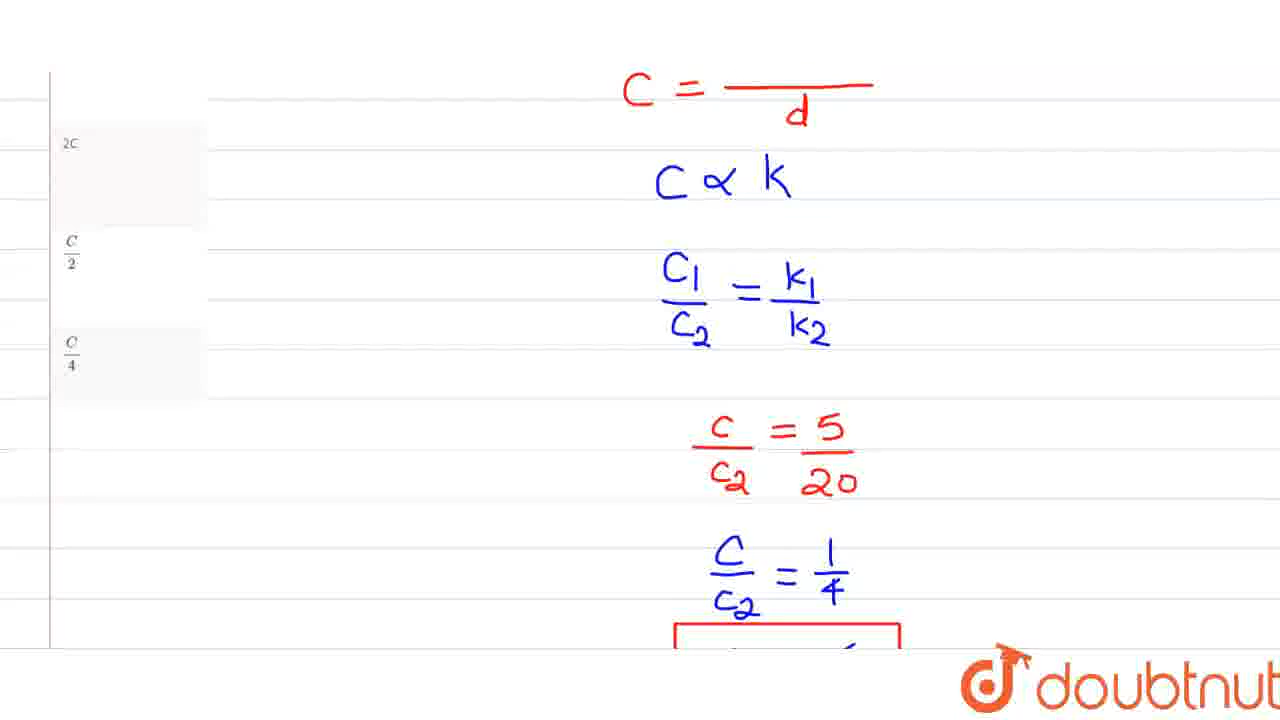 C = ―
d
2C
C ∝ K
C/2
C1/C2 = K1/K2
C/4
C/C2 = 5/20
C/C2 = 1/4
doubtnut